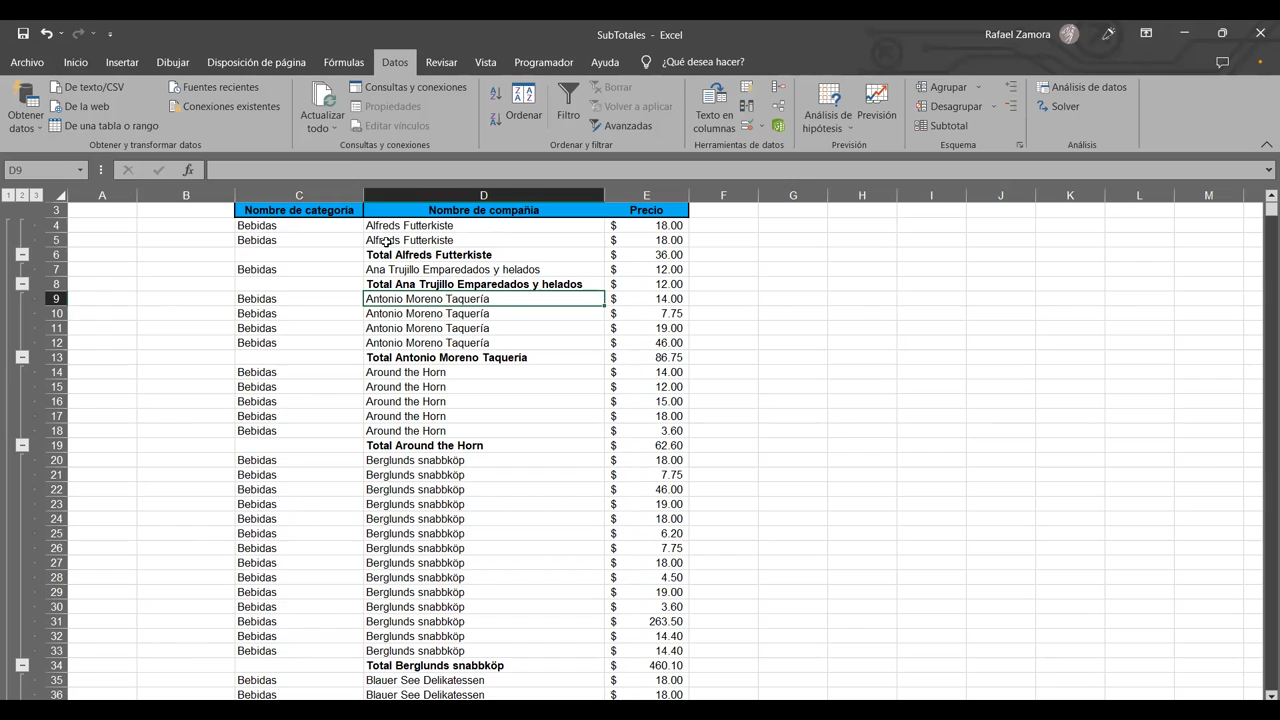 SubTotales - Excel
Rafael Zamora
Archivo Inicio Insertar Dibujar Disposición de página Fórmulas Datos Revisar Vista Programador Ayuda ¿Qué desea hacer?
Obtener datos
De texto/CSV
De la web
De una tabla o rango
Fuentes recientes
Conexiones existentes
Obtener y transformar datos
Actualizar todo
Consultas y conexiones
Propiedades
Editar vínculos
Consultas y conexiones
Ordenar
Filtro
Borrar
Volver a aplicar
Avanzadas
Ordenar y filtrar
Texto en columnas
Herramientas de datos
Análisis de hipótesis
Previsión
Previsión
Agrupar
Desagrupar
Subtotal
Esquema
Análisis de datos
Solver
Análisis
D9 fx
1 2 3 A B C D E F G H I J K L M
3 Nombre de categoría Nombre de compañia Precio
4 Bebidas Alfreds Futterkiste $ 18.00
5 Bebidas Alfreds Futterkiste $ 18.00
6 Total Alfreds Futterkiste $ 36.00
7 Bebidas Ana Trujillo Emparedados y helados $ 12.00
8 Total Ana Trujillo Emparedados y helados $ 12.00
9 Bebidas Antonio Moreno Taquería $ 14.00
10 Bebidas Antonio Moreno Taquería $ 7.75
11 Bebidas Antonio Moreno Taquería $ 19.00
12 Bebidas Antonio Moreno Taquería $ 46.00
13 Total Antonio Moreno Taquería $ 86.75
14 Bebidas Around the Horn $ 14.00
15 Bebidas Around the Horn $ 12.00
16 Bebidas Around the Horn $ 15.00
17 Bebidas Around the Horn $ 18.00
18 Bebidas Around the Horn $ 3.60
19 Total Around the Horn $ 62.60
20 Bebidas Berglunds snabbköp $ 18.00
21 Bebidas Berglunds snabbköp $ 7.75
22 Bebidas Berglunds snabbköp $ 46.00
23 Bebidas Berglunds snabbköp $ 19.00
24 Bebidas Berglunds snabbköp $ 18.00
25 Bebidas Berglunds snabbköp $ 6.20
26 Bebidas Berglunds snabbköp $ 7.75
27 Bebidas Berglunds snabbköp $ 18.00
28 Bebidas Berglunds snabbköp $ 4.50
29 Bebidas Berglunds snabbköp $ 19.00
30 Bebidas Berglunds snabbköp $ 3.60
31 Bebidas Berglunds snabbköp $ 263.50
32 Bebidas Berglunds snabbköp $ 14.40
33 Bebidas Berglunds snabbköp $ 14.40
34 Total Berglunds snabbköp $ 460.10
35 Bebidas Blauer See Delikatessen $ 18.00
36 Bebidas Blauer See Delikatessen $ 18.00